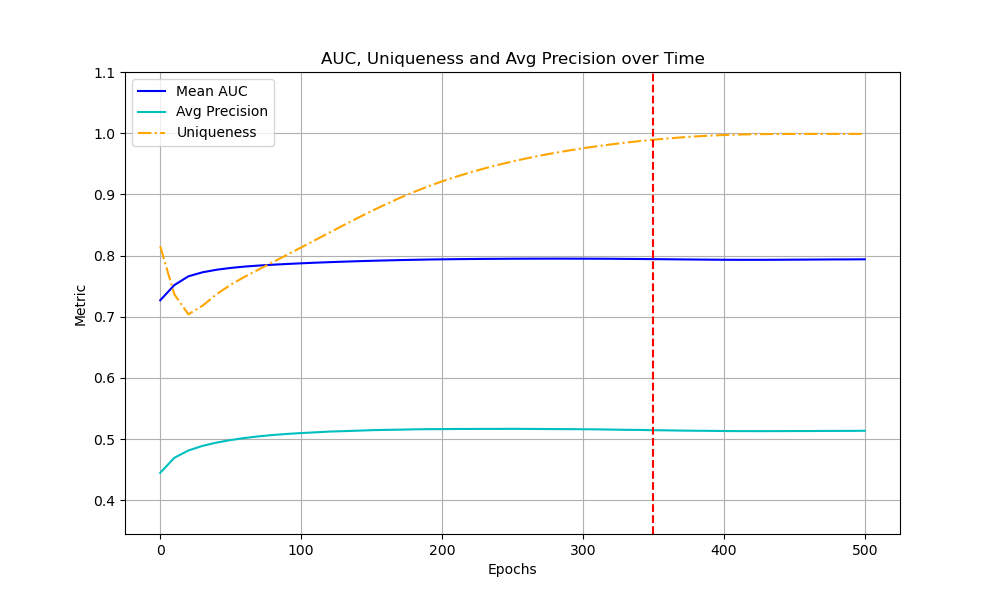 AUC, Uniqueness and Avg Precision over Time
Mean AUC
Avg Precision
Uniqueness
Metric
1.1
1.0
0.9
0.8
0.7
0.6
0.5
0.4
0 100 200 300 400 500
Epochs